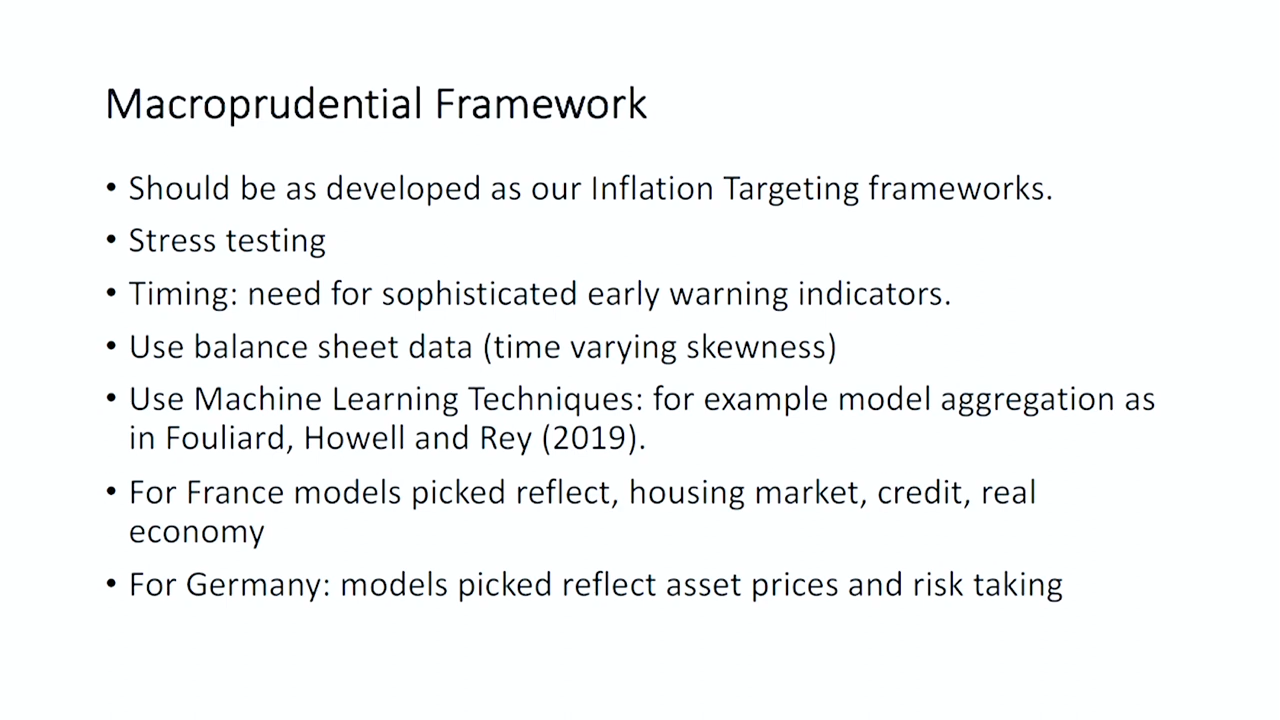 Macroprudential Framework
• Should be as developed as our Inflation Targeting frameworks.
• Stress testing
• Timing: need for sophisticated early warning indicators.
• Use balance sheet data (time varying skewness)
• Use Machine Learning Techniques: for example model aggregation as
in Fouliard, Howell and Rey (2019).
• For France models picked reflect, housing market, credit, real
economy
• For Germany: models picked reflect asset prices and risk taking